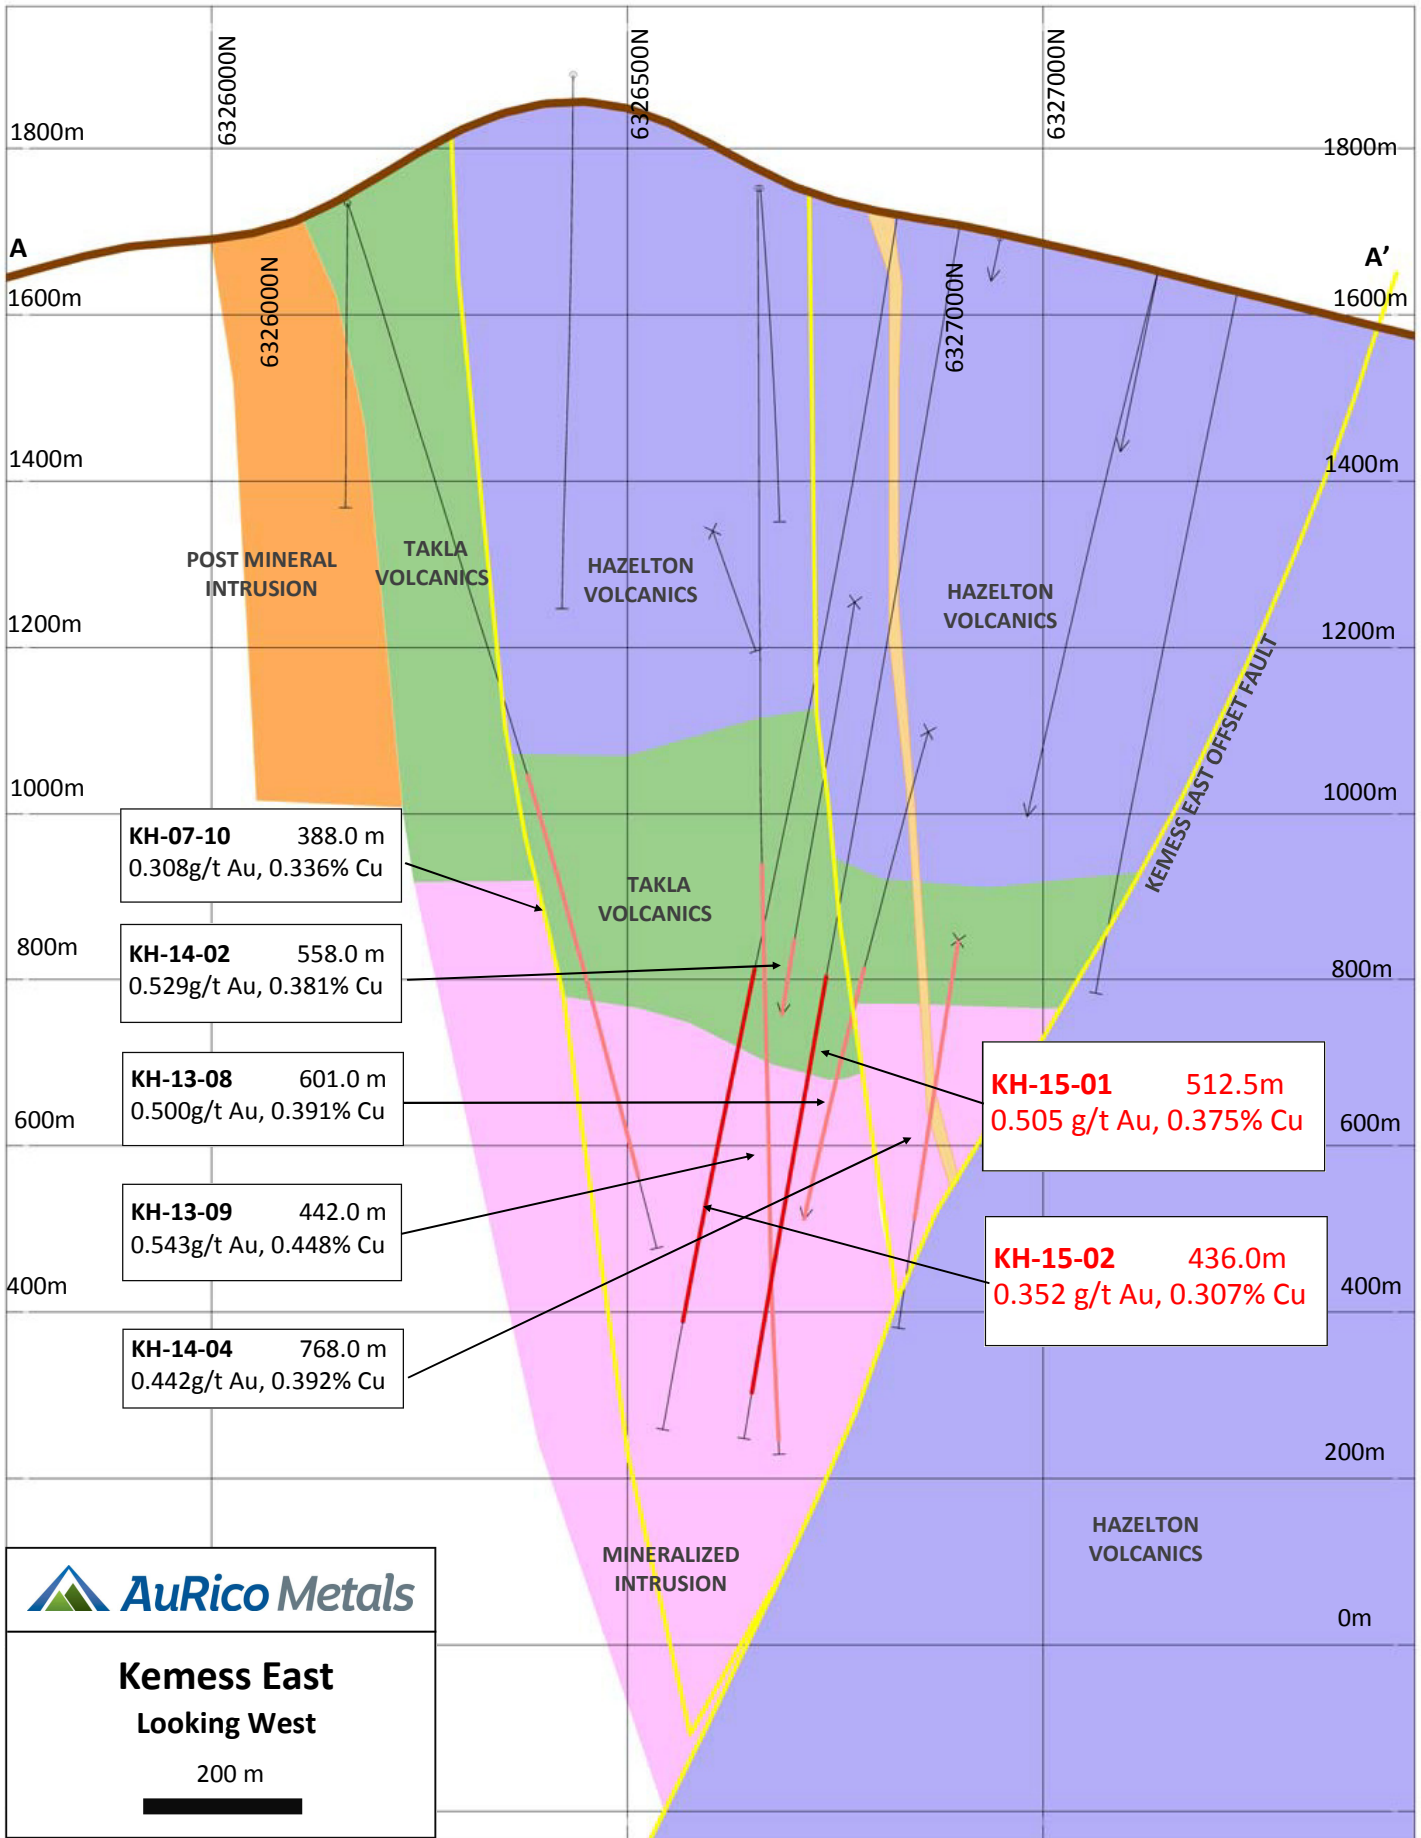 6326000N
6326500N
6327000N
1800m
1800m
A
A'
6326000N
6327000N
1600m
1600m
1400m
1400m
POST MINERAL
INTRUSION
TAKLA
VOLCANICS
HAZELTON
VOLCANICS
HAZELTON
VOLCANICS
1200m
1200m
KEMESS EAST OFFSET FAULT
1000m
1000m
KH-07-10 388.0 m
0.308g/t Au, 0.336% Cu
TAKLA
VOLCANICS
800m
800m
KH-14-02 558.0 m
0.529g/t Au, 0.381% Cu
KH-13-08 601.0 m
0.500g/t Au, 0.391% Cu
KH-15-01 512.5m
0.505 g/t Au, 0.375% Cu
600m
600m
KH-13-09 442.0 m
0.543g/t Au, 0.448% Cu
KH-15-02 436.0m
0.352 g/t Au, 0.307% Cu
400m
400m
KH-14-04 768.0 m
0.442g/t Au, 0.392% Cu
200m
HAZELTON
VOLCANICS
MINERALIZED
INTRUSION
0m
AuRico Metals
Kemess East
Looking West
200 m